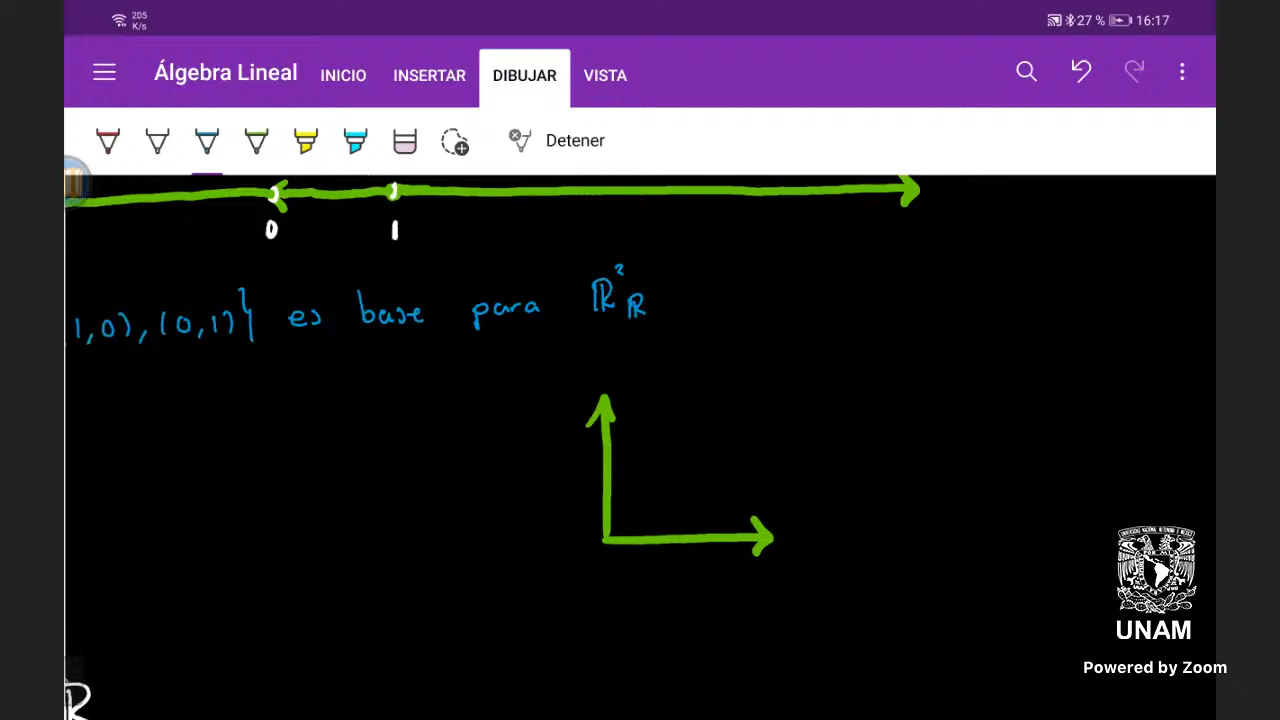 205
K/s
27 % 16:17
Álgebra Lineal INICIO INSERTAR DIBUJAR VISTA
Detener
0 1
1,0),(0,1)} es base para ℝ²ℝ
ℝ
UNAM
Powered by Zoom